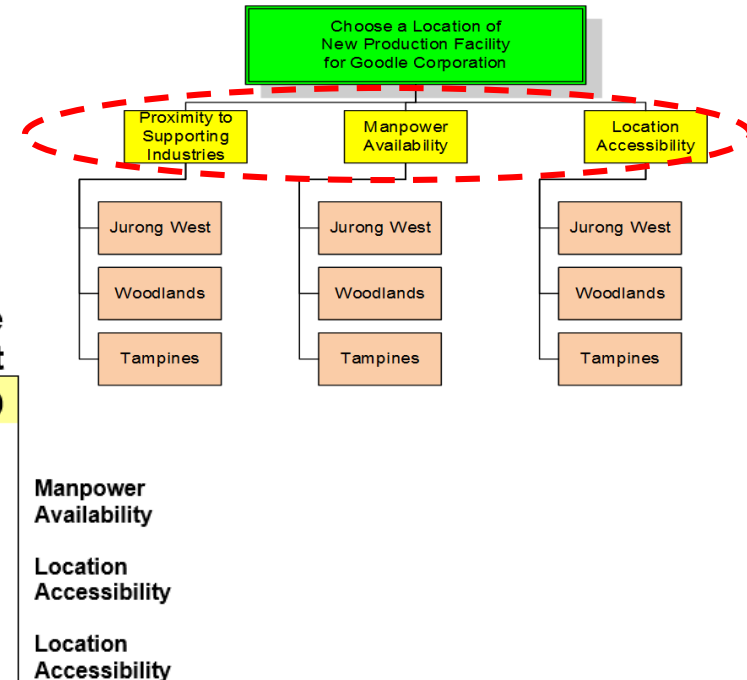 Choose a Location of
New Production Facility
for Goodle Corporation
Proximity to
Supporting
Industries
Manpower
Availability
Location
Accessibility
Jurong West
Jurong West
Jurong West
Woodlands
Woodlands
Woodlands
Tampines
Tampines
Tampines
Manpower
Availability
Location
Accessibility
Location
Accessibility